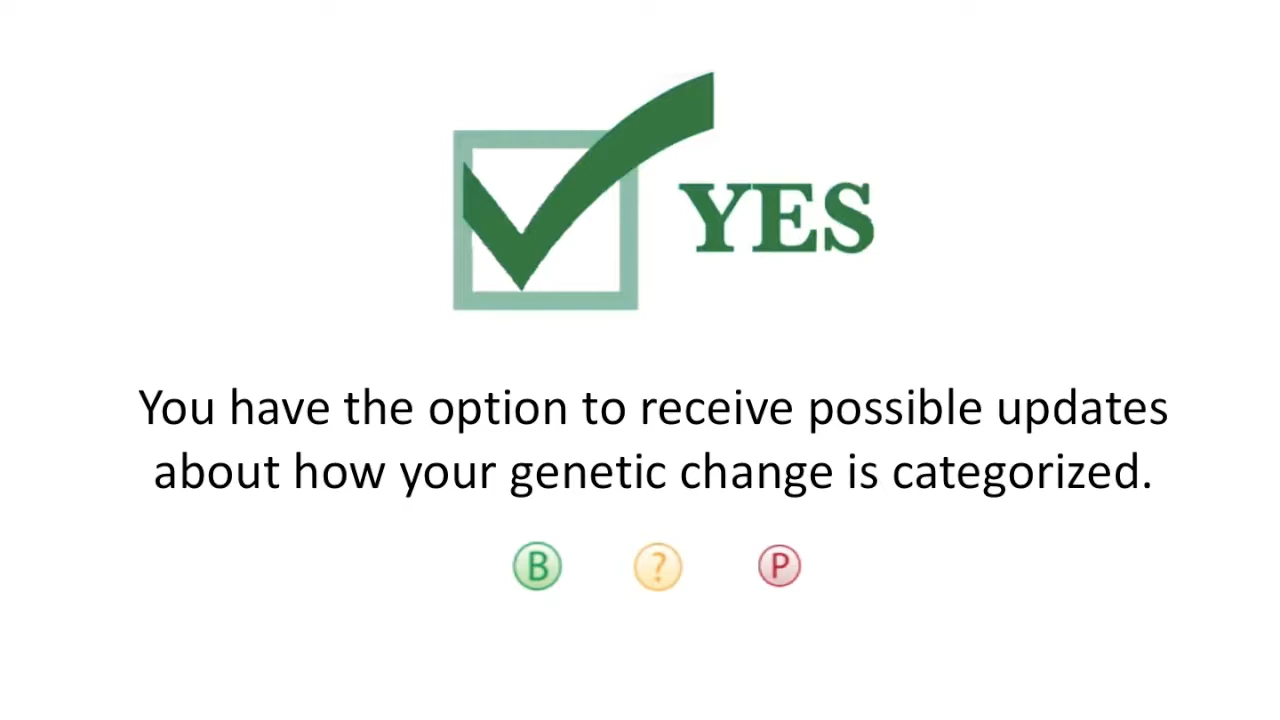 YES
You have the option to receive possible updates
about how your genetic change is categorized.
B ? P